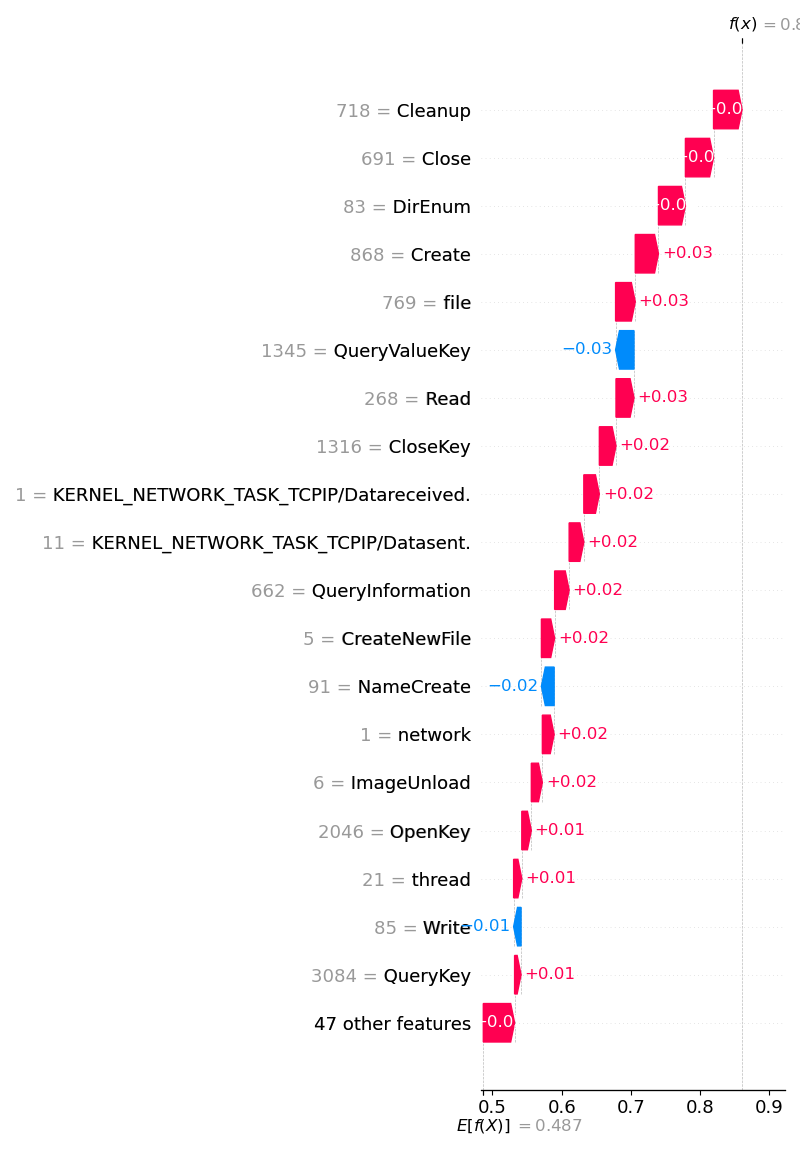 f(x) = 0.8
718 = Cleanup
691 = Close
83 = DirEnum
868 = Create +0.03
769 = file +0.03
1345 = QueryValueKey −0.03
268 = Read +0.03
1316 = CloseKey +0.02
1 = KERNEL_NETWORK_TASK_TCPIP/Datareceived. +0.02
11 = KERNEL_NETWORK_TASK_TCPIP/Datasent. +0.02
662 = QueryInformation +0.02
5 = CreateNewFile +0.02
91 = NameCreate −0.02
1 = network +0.02
6 = ImageUnload +0.02
2046 = OpenKey +0.01
21 = thread +0.01
85 = Write −0.01
3084 = QueryKey +0.01
47 other features
0.5 0.6 0.7 0.8 0.9
E[f(X)] = 0.487